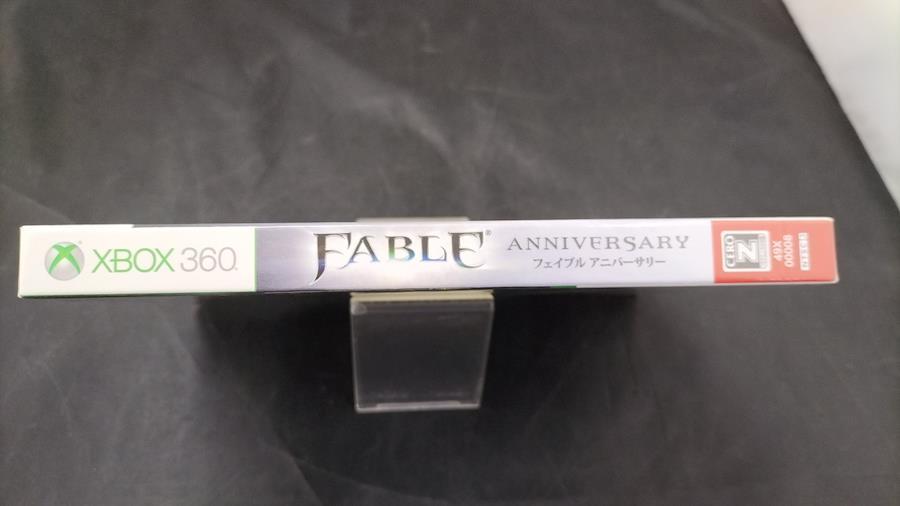 XBOX 360
FABLE® ANNIVERSARY
フェイブル アニバーサリー
CERO
Z
49X
00008